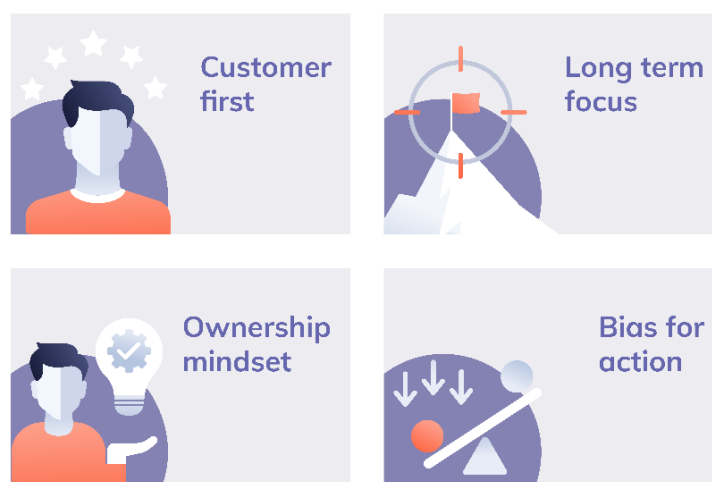 Customer
first
Long term
focus
Ownership
mindset
Bias for
action